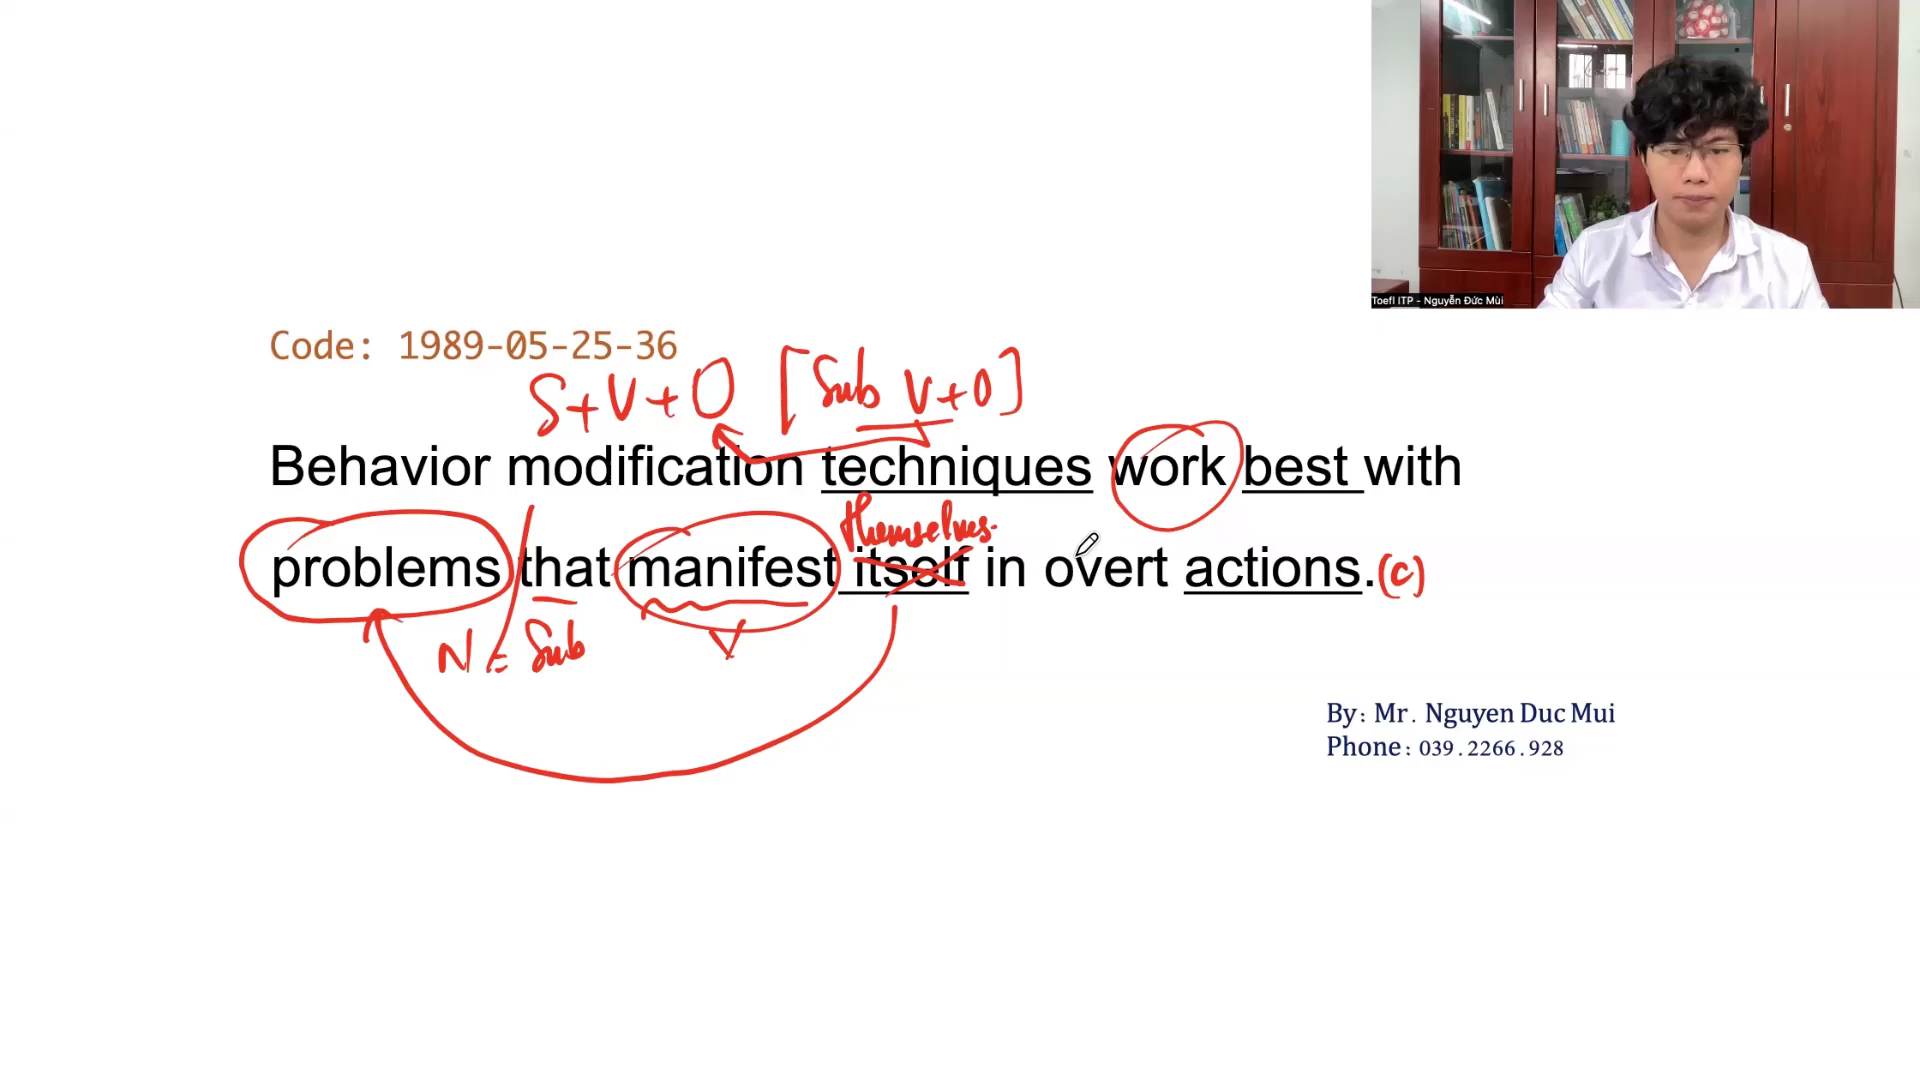 Toefl ITP - Nguyễn Đức Mùi
Code: 1989-05-25-36
S+V+O [Sub V+O]
Behavior modification techniques work best with
themselves.
problems that manifest itself in overt actions.(c)
N = Sub V
By: Mr. Nguyen Duc Mui
Phone: 039.2266.928